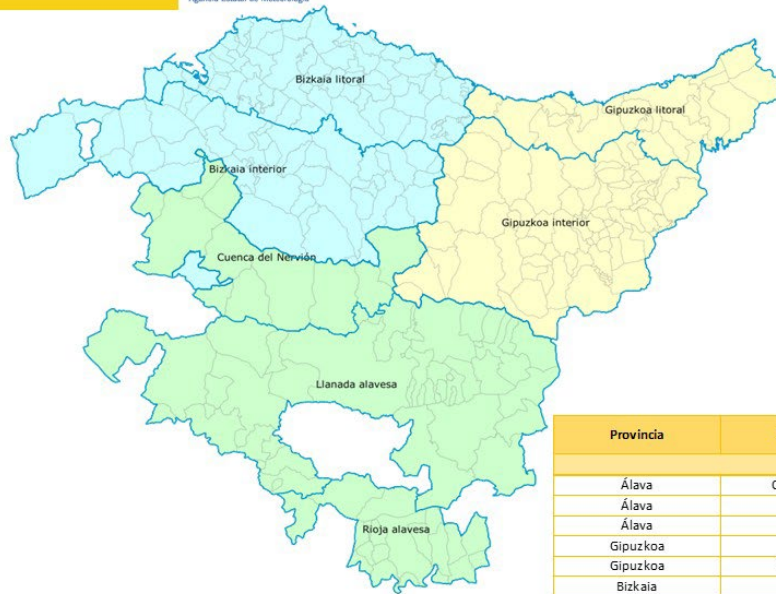 Agencia Estatal de Meteorología
Bizkaia litoral
Gipuzkoa litoral
Bizkaia interior
Gipuzkoa interior
Cuenca del Nervión
Llanada alavesa
Rioja alavesa
Provincia
Álava
Álava
Álava
Gipuzkoa
Gipuzkoa
Bizkaia